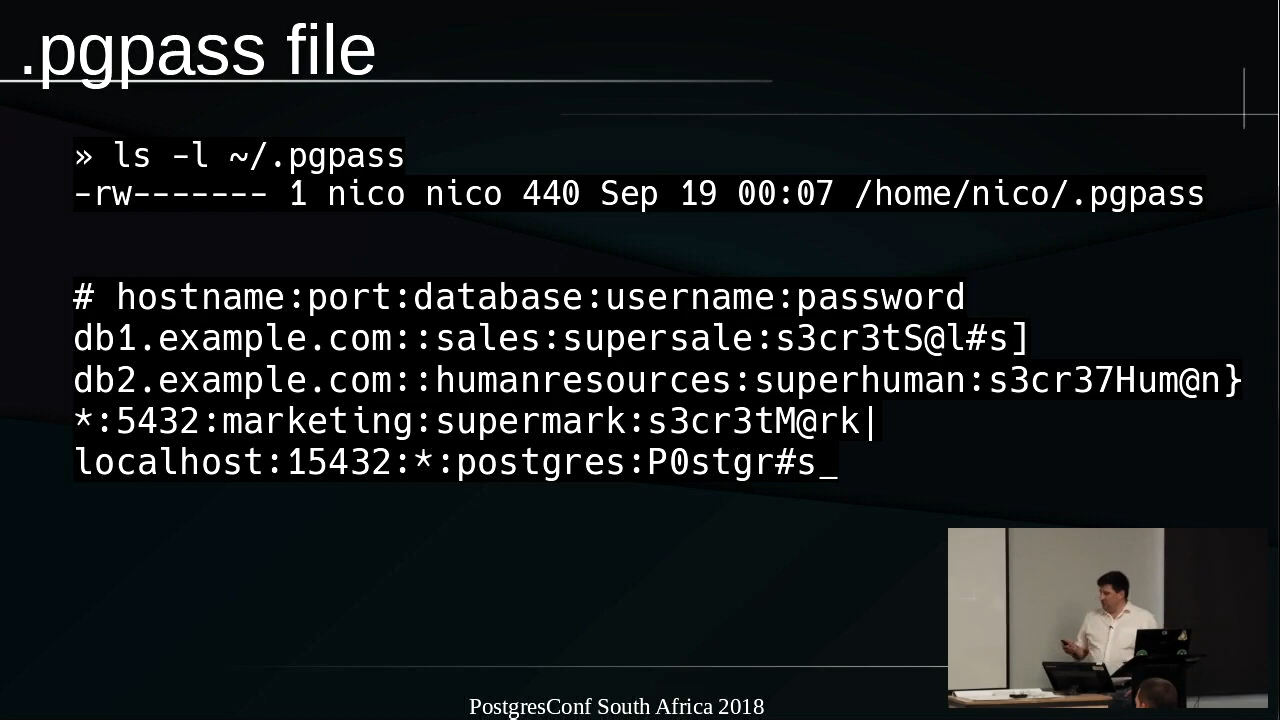 .pgpass file
» ls -l ~/.pgpass
-rw------- 1 nico nico 440 Sep 19 00:07 /home/nico/.pgpass
# hostname:port:database:username:password
db1.example.com::sales:supersale:s3cr3tS@l#s]
db2.example.com::humanresources:superhuman:s3cr37Hum@n}
*:5432:marketing:supermark:s3cr3tM@rk|
localhost:15432:*:postgres:P0stgr#s_
PostgresConf South Africa 2018